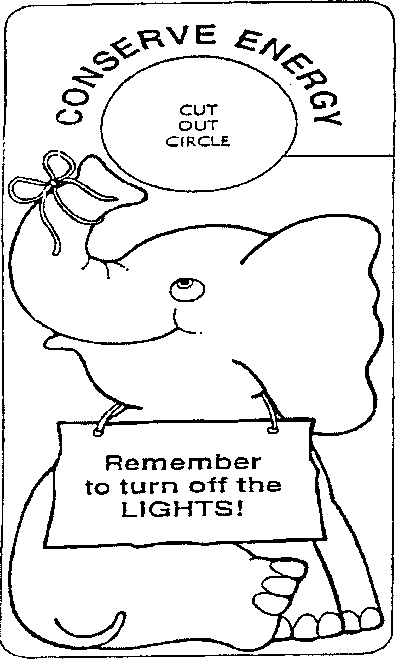 CONSERVE ENERGY
CUT
OUT
CIRCLE
Remember
to turn off the
LIGHTS!